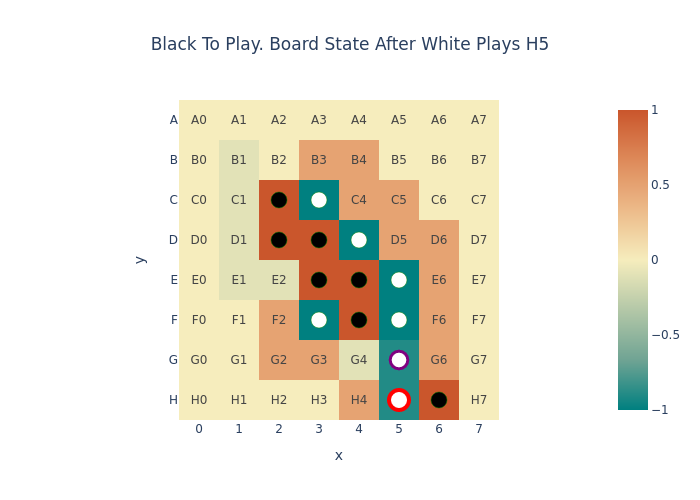 Black To Play. Board State After White Plays H5
A A0 A1 A2 A3 A4 A5 A6 A7
B B0 B1 B2 B3 B4 B5 B6 B7
C C0 C1 C4 C5 C6 C7
D D0 D1 D5 D6 D7
E E0 E1 E2 E6 E7
F F0 F1 F2 F6 F7
G G0 G1 G2 G3 G4 G6 G7
H H0 H1 H2 H3 H4 H7
0 1 2 3 4 5 6 7
x
y
1
0.5
0
−0.5
−1